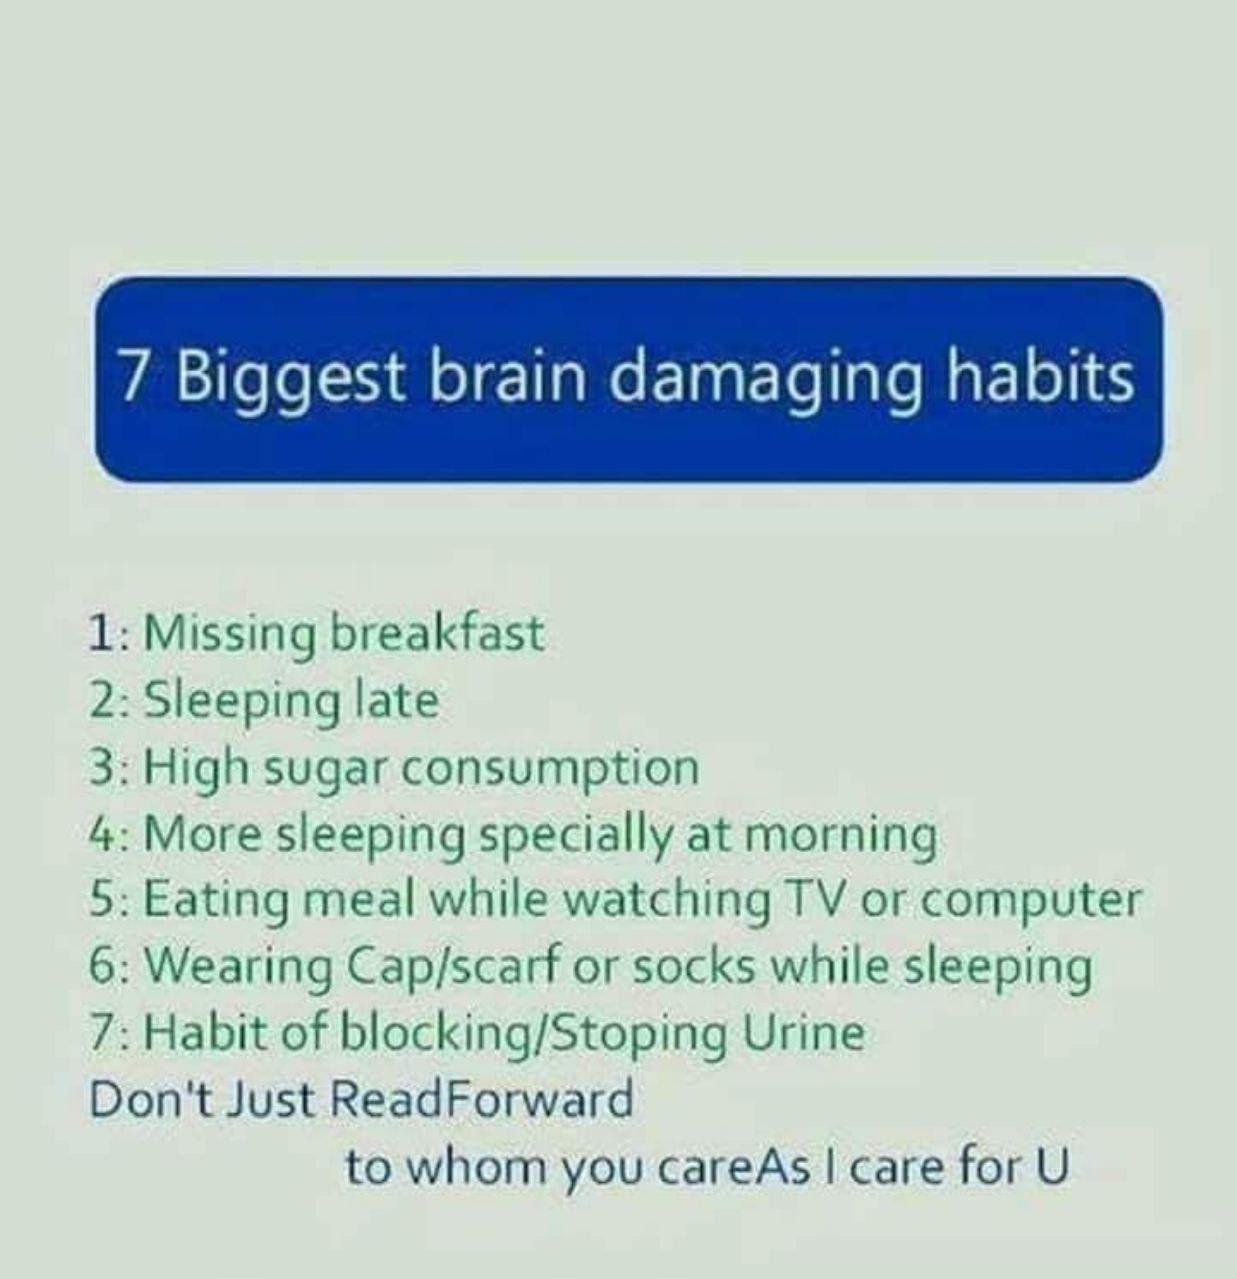 7 Biggest brain damaging habits
1: Missing breakfast
2: Sleeping late
3: High sugar consumption
4: More sleeping specially at morning
5: Eating meal while watching TV or computer
6: Wearing Cap/scarf or socks while sleeping
7: Habit of blocking/Stoping Urine
Don't Just ReadForward
to whom you careAs I care for U